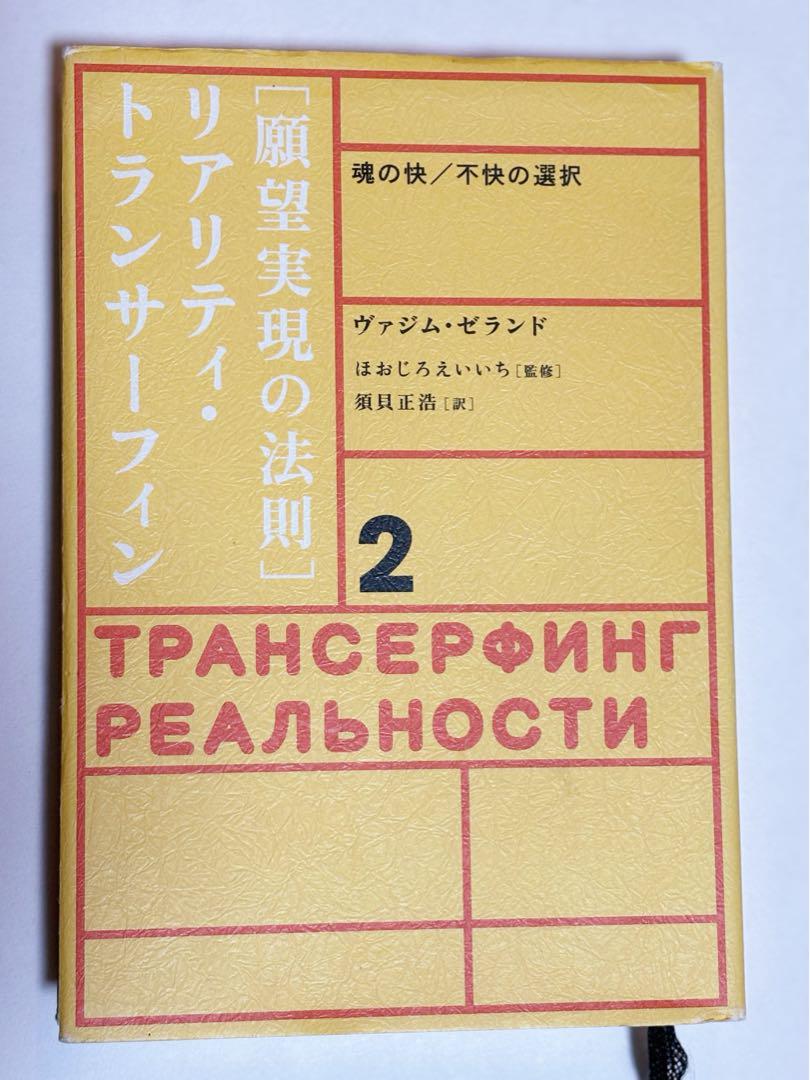 ［願望実現の法則］
リアリティ・
トランサーフィン
魂の快／不快の選択
ヴァジム・ゼランド
ほおじろえいいち［監修］
須貝正浩［訳］
2
ТРАНСЕРФИНГ
РЕАЛЬНОСТИ